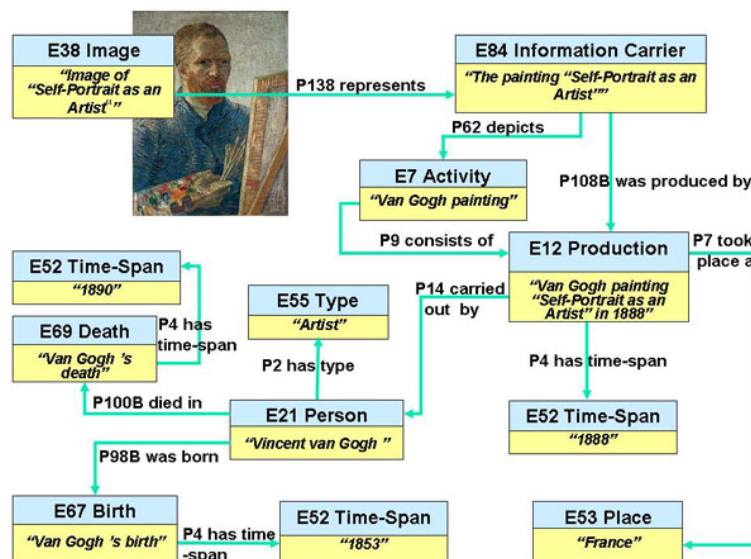 E38 Image
"Image of
"Self-Portrait as an
Artist“"
P138 represents
E84 Information Carrier
"The painting "Self-Portrait as an
Artist""
P62 depicts
E7 Activity
"Van Gogh painting"
P108B was produced by
P9 consists of
E12 Production
"Van Gogh painting
"Self-Portrait as an
Artist" in 1888"
P7 took
place a
E52 Time-Span
"1890"
P14 carried
out by
E55 Type
"Artist"
E69 Death
"Van Gogh 's
death"
P4 has
time-span
P2 has type
P4 has time-span
P100B died in
E21 Person
"Vincent van Gogh "
E52 Time-Span
"1888"
P98B was born
E67 Birth
"Van Gogh 's birth"
P4 has time
-span
E52 Time-Span
"1853"
E53 Place
"France"